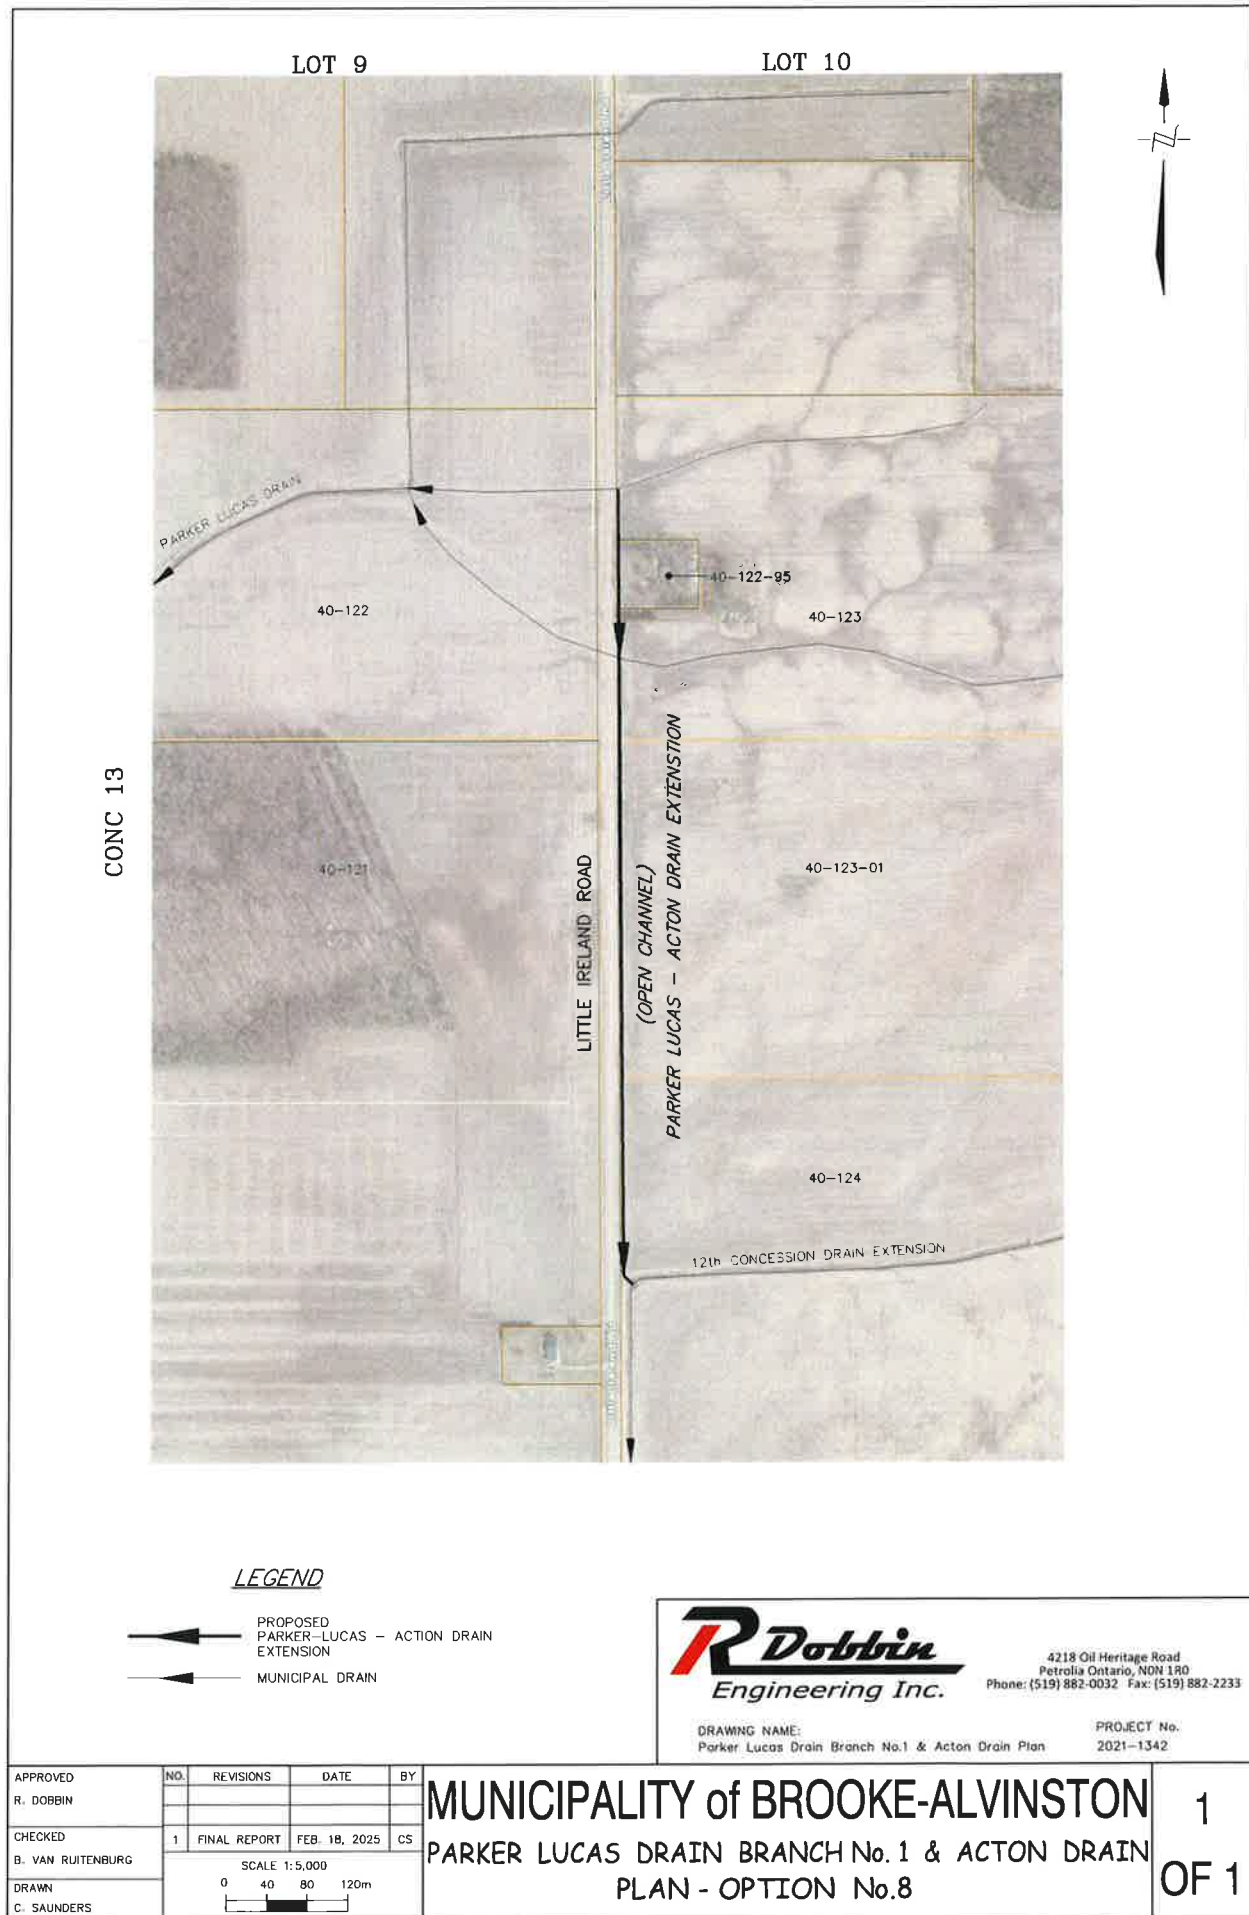 LOT 9
LOT 10
N
PARKER LUCAS DRAIN
40-122-95
40-122
40-123
CONC 13
40-121
LITTLE IRELAND ROAD
(OPEN CHANNEL)
PARKER LUCAS - ACTON DRAIN EXTENSTION
40-123-01
40-124
12th CONCESSION DRAIN EXTENSION
LEGEND
PROPOSED
PARKER-LUCAS - ACTION DRAIN
EXTENSION
MUNICIPAL DRAIN
R Dobbin
Engineering Inc.
4218 Oil Heritage Road
Petrolia Ontario, N0N 1R0
Phone: (519) 882-0032 Fax: (519) 882-2233
DRAWING NAME:
Parker Lucas Drain Branch No.1 & Acton Drain Plan
PROJECT No.
2021-1342
APPROVED
R. DOBBIN
CHECKED
B. VAN RUITENBURG
DRAWN
C. SAUNDERS
NO. REVISIONS DATE BY
1 FINAL REPORT FEB. 18, 2025 CS
SCALE 1:5,000
0 40 80 120m
MUNICIPALITY of BROOKE-ALVINSTON
PARKER LUCAS DRAIN BRANCH No. 1 & ACTON DRAIN
PLAN - OPTION No.8
1
OF 1